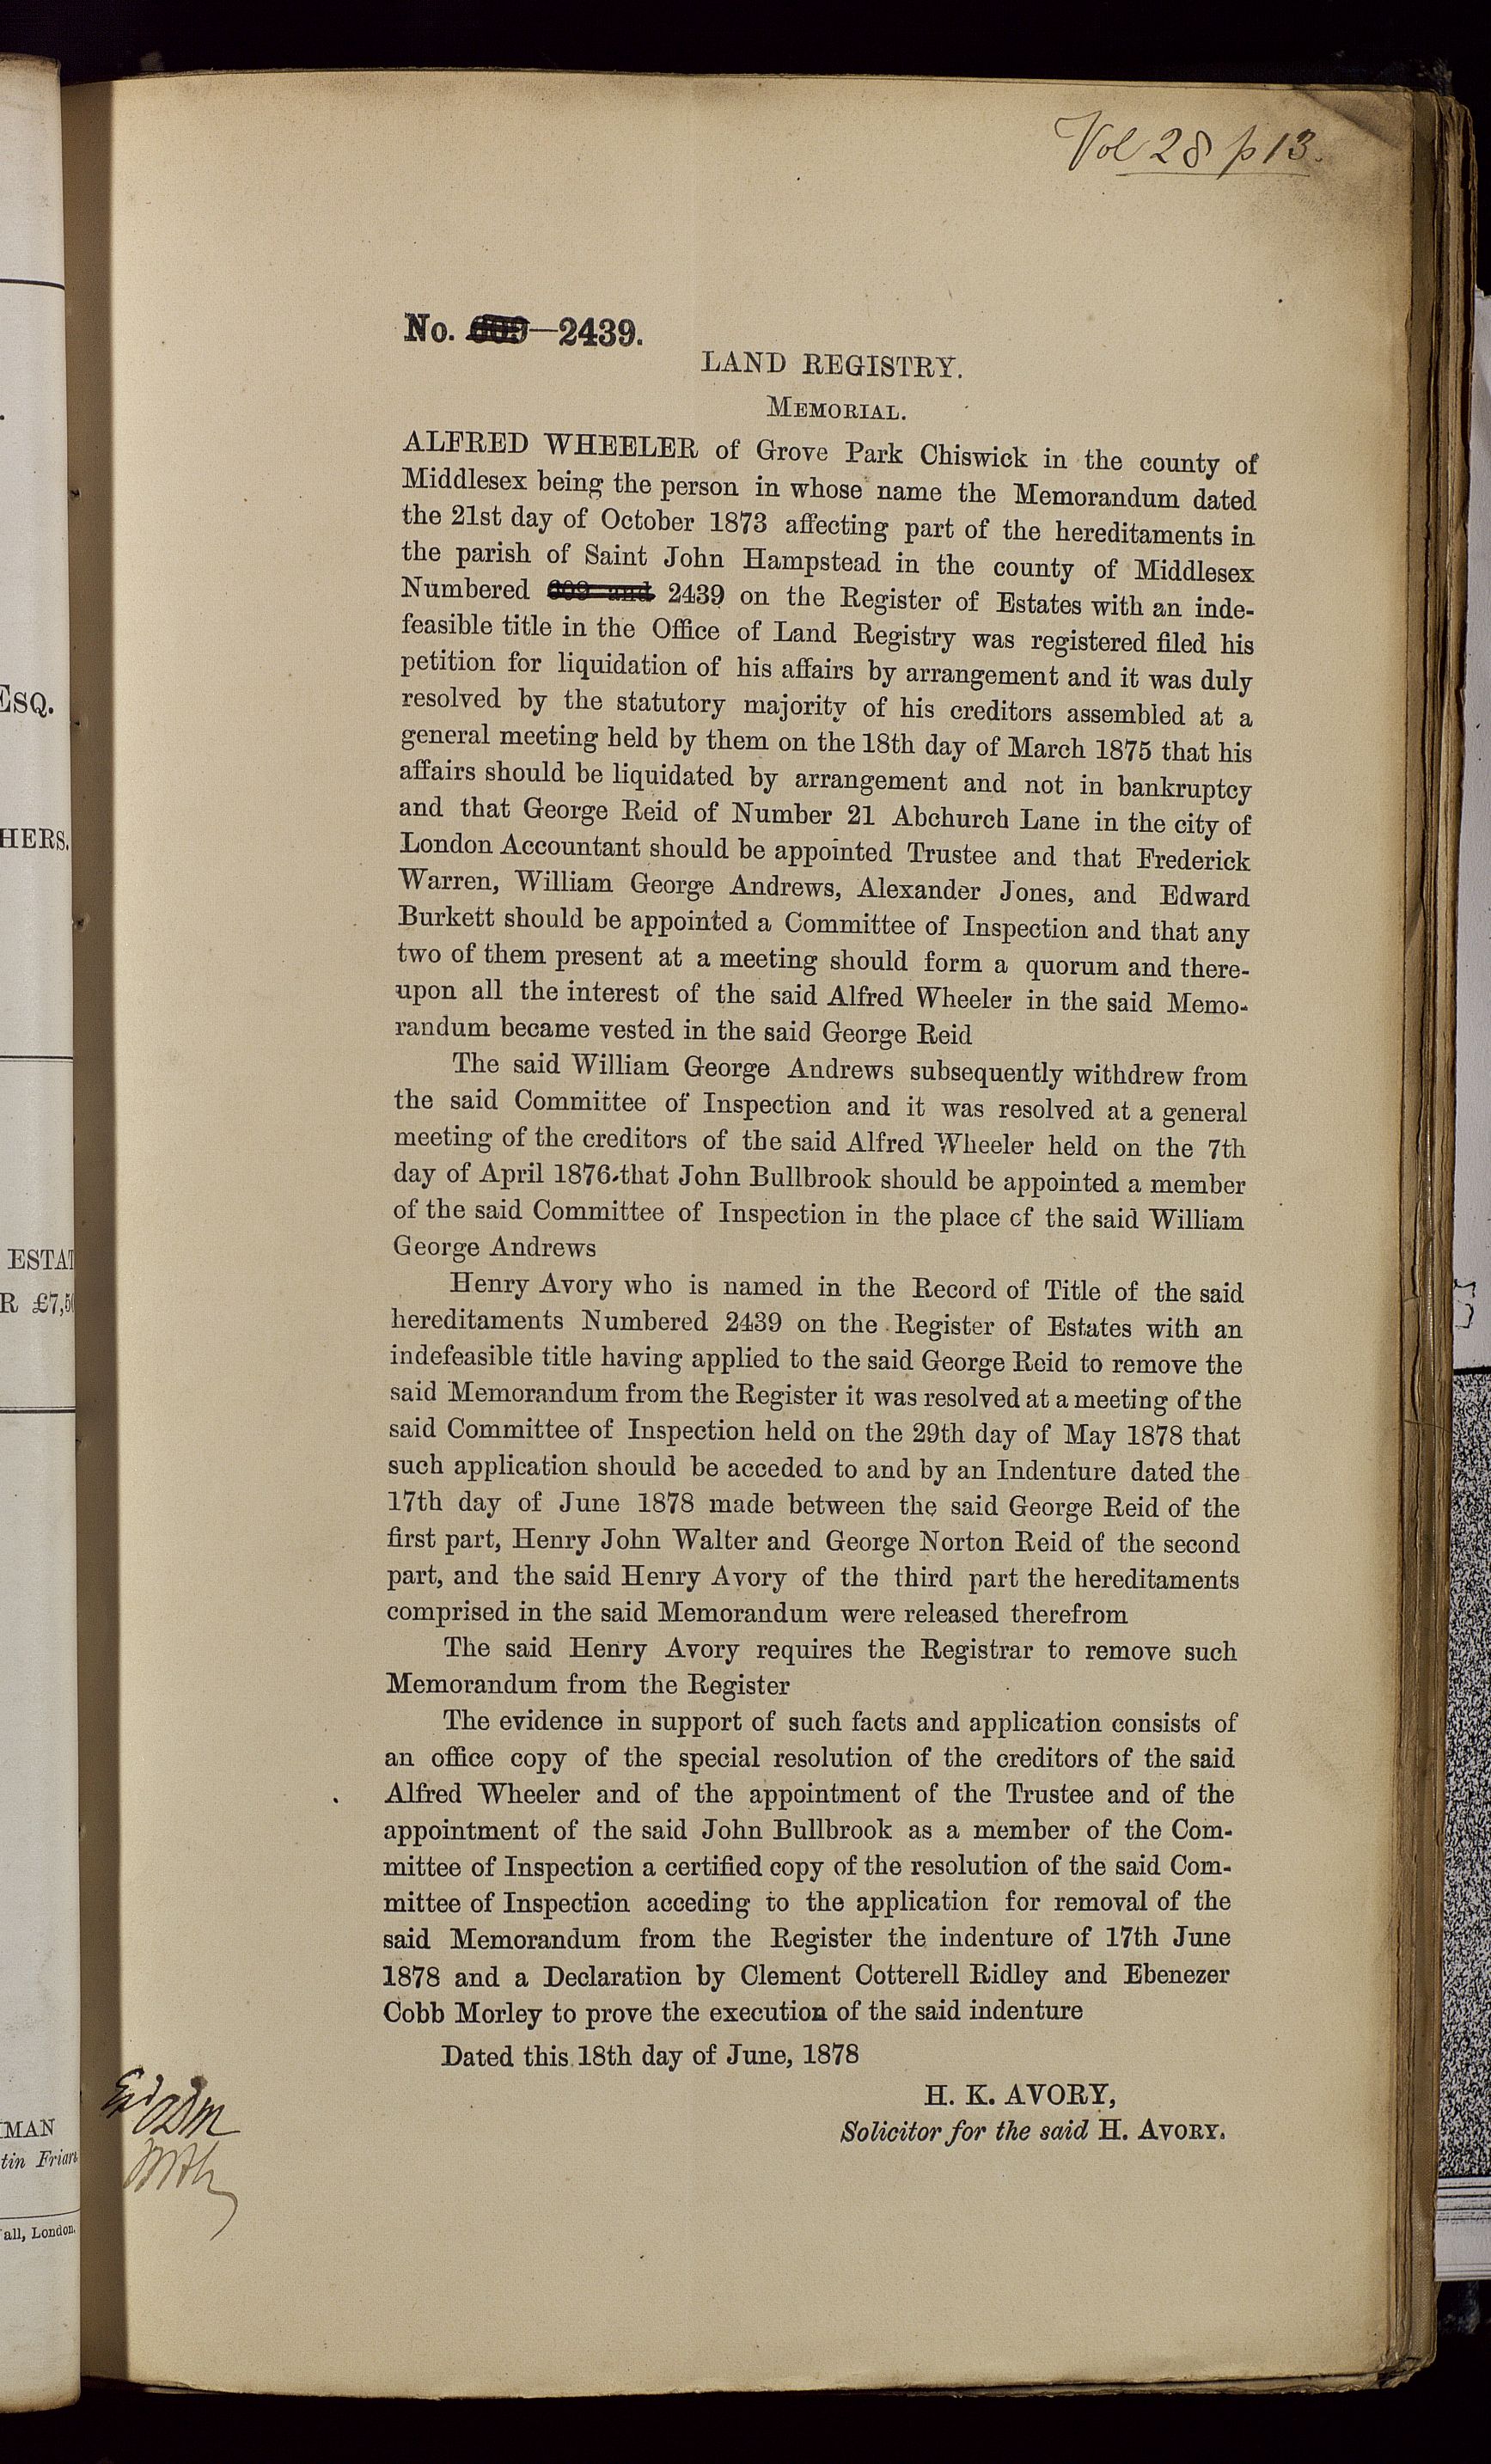 Vol 28 p 13.
No. 609—2439.
LAND REGISTRY.
MEMORIAL.
ALFRED WHEELER of Grove Park Chiswick in the county of
Middlesex being the person in whose name the Memorandum dated
the 21st day of October 1873 affecting part of the hereditaments in
the parish of Saint John Hampstead in the county of Middlesex
Numbered 609 and 2439 on the Register of Estates with an inde-
feasible title in the Office of Land Registry was registered filed his
petition for liquidation of his affairs by arrangement and it was duly
resolved by the statutory majority of his creditors assembled at a
general meeting held by them on the 18th day of March 1875 that his
affairs should be liquidated by arrangement and not in bankruptcy
and that George Reid of Number 21 Abchurch Lane in the city of
London Accountant should be appointed Trustee and that Frederick
Warren, William George Andrews, Alexander Jones, and Edward
Burkett should be appointed a Committee of Inspection and that any
two of them present at a meeting should form a quorum and there-
upon all the interest of the said Alfred Wheeler in the said Memo-
randum became vested in the said George Reid
The said William George Andrews subsequently withdrew from
the said Committee of Inspection and it was resolved at a general
meeting of the creditors of the said Alfred Wheeler held on the 7th
day of April 1876 that John Bullbrook should be appointed a member
of the said Committee of Inspection in the place of the said William
George Andrews
Henry Avory who is named in the Record of Title of the said
hereditaments Numbered 2439 on the Register of Estates with an
indefeasible title having applied to the said George Reid to remove the
said Memorandum from the Register it was resolved at a meeting of the
said Committee of Inspection held on the 29th day of May 1878 that
such application should be acceded to and by an Indenture dated the
17th day of June 1878 made between the said George Reid of the
first part, Henry John Walter and George Norton Reid of the second
part, and the said Henry Avory of the third part the hereditaments
comprised in the said Memorandum were released therefrom
The said Henry Avory requires the Registrar to remove such
Memorandum from the Register
The evidence in support of such facts and application consists of
an office copy of the special resolution of the creditors of the said
Alfred Wheeler and of the appointment of the Trustee and of the
appointment of the said John Bullbrook as a member of the Com-
mittee of Inspection a certified copy of the resolution of the said Com-
mittee of Inspection acceding to the application for removal of the
said Memorandum from the Register the indenture of 17th June
1878 and a Declaration by Clement Cotterell Ridley and Ebenezer
Cobb Morley to prove the execution of the said indenture
Dated this 18th day of June, 1878
H. K. AVORY,
Solicitor for the said H. AVORY.
ESQ.
HERS.
ESTAT
R £7,50
MAN
tin Friars
all, London.